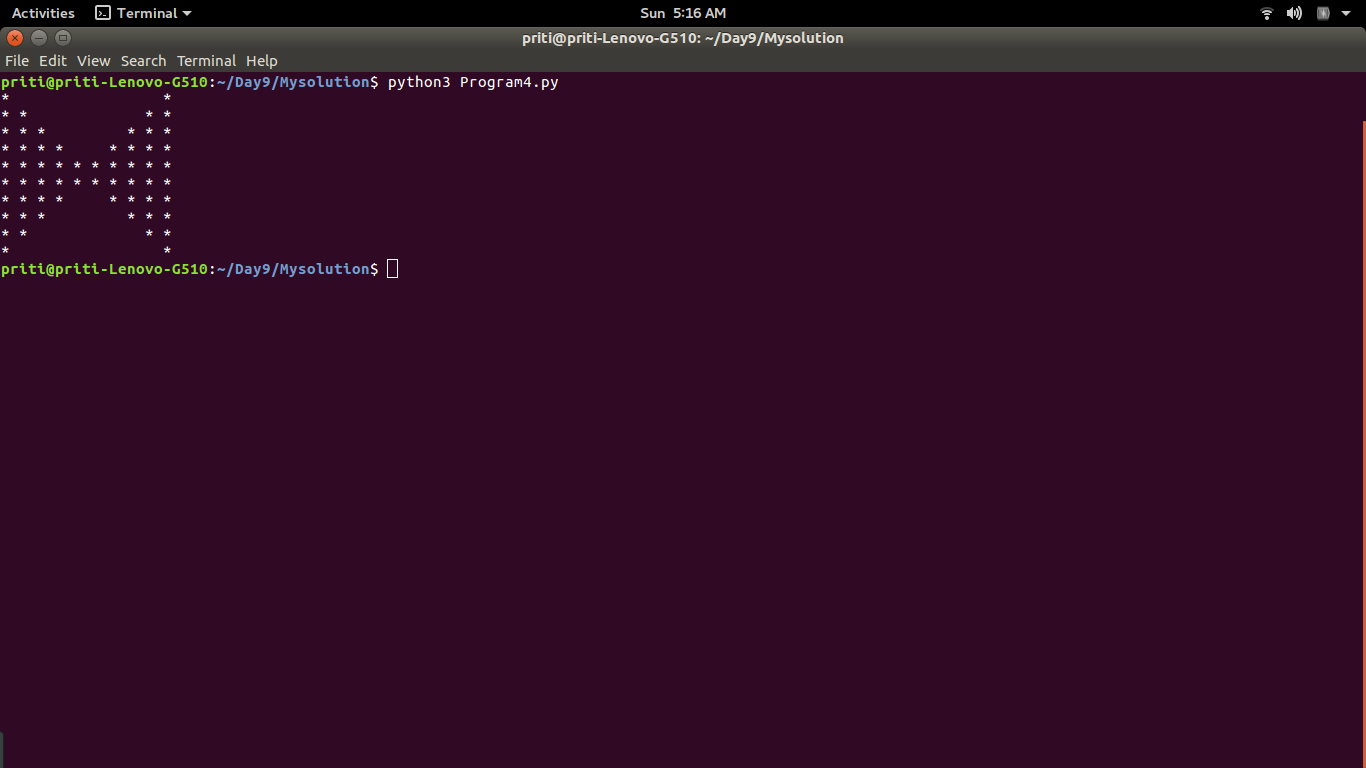 Activities Terminal Sun 5:16 AM
priti@priti-Lenovo-G510: ~/Day9/Mysolution
File Edit View Search Terminal Help
priti@priti-Lenovo-G510:~/Day9/Mysolution$ python3 Program4.py
*                 *
* *             * *
* * *         * * *
* * * *     * * * *
* * * * * * * * * *
* * * * * * * * * *
* * * *     * * * *
* * *         * * *
* *             * *
*                 *
priti@priti-Lenovo-G510:~/Day9/Mysolution$